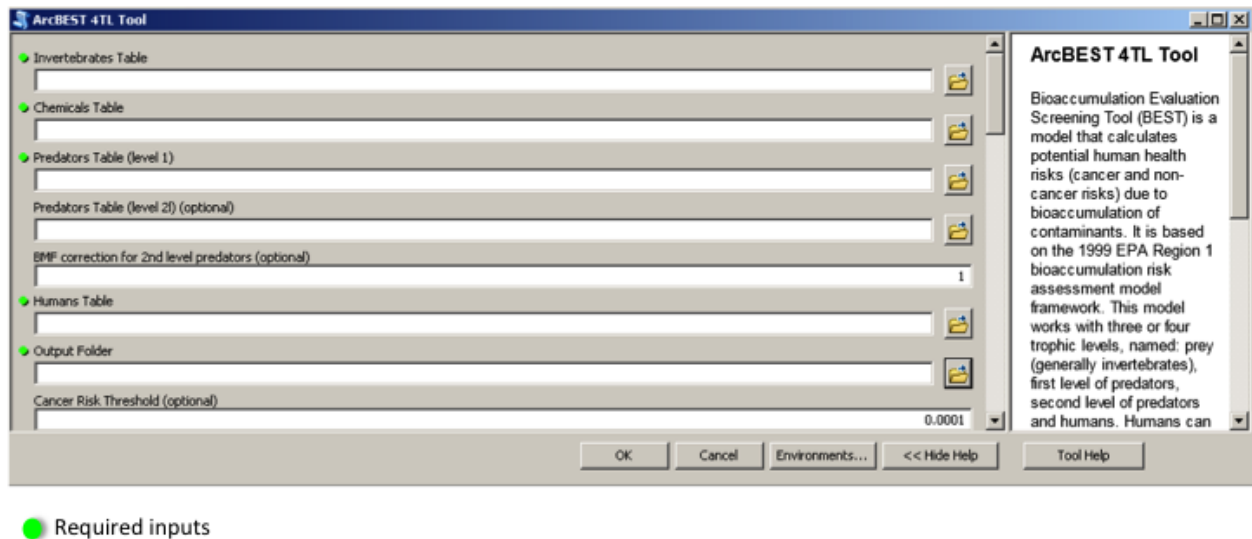 ArcBEST 4TL Tool
Invertebrates Table
Chemicals Table
Predators Table (level 1)
Predators Table (level 2l) (optional)
BMF correction for 2nd level predators (optional)
1
Humans Table
Output Folder
Cancer Risk Threshold (optional)
0.0001
OK
Cancel
Environments...
<< Hide Help
ArcBEST 4TL Tool
Bioaccumulation Evaluation
Screening Tool (BEST) is a
model that calculates
potential human health
risks (cancer and non-
cancer risks) due to
bioaccumulation of
contaminants. It is based
on the 1999 EPA Region 1
bioaccumulation risk
assessment model
framework. This model
works with three or four
trophic levels, named: prey
(generally invertebrates),
first level of predators,
second level of predators
and humans. Humans can
Tool Help
Required inputs